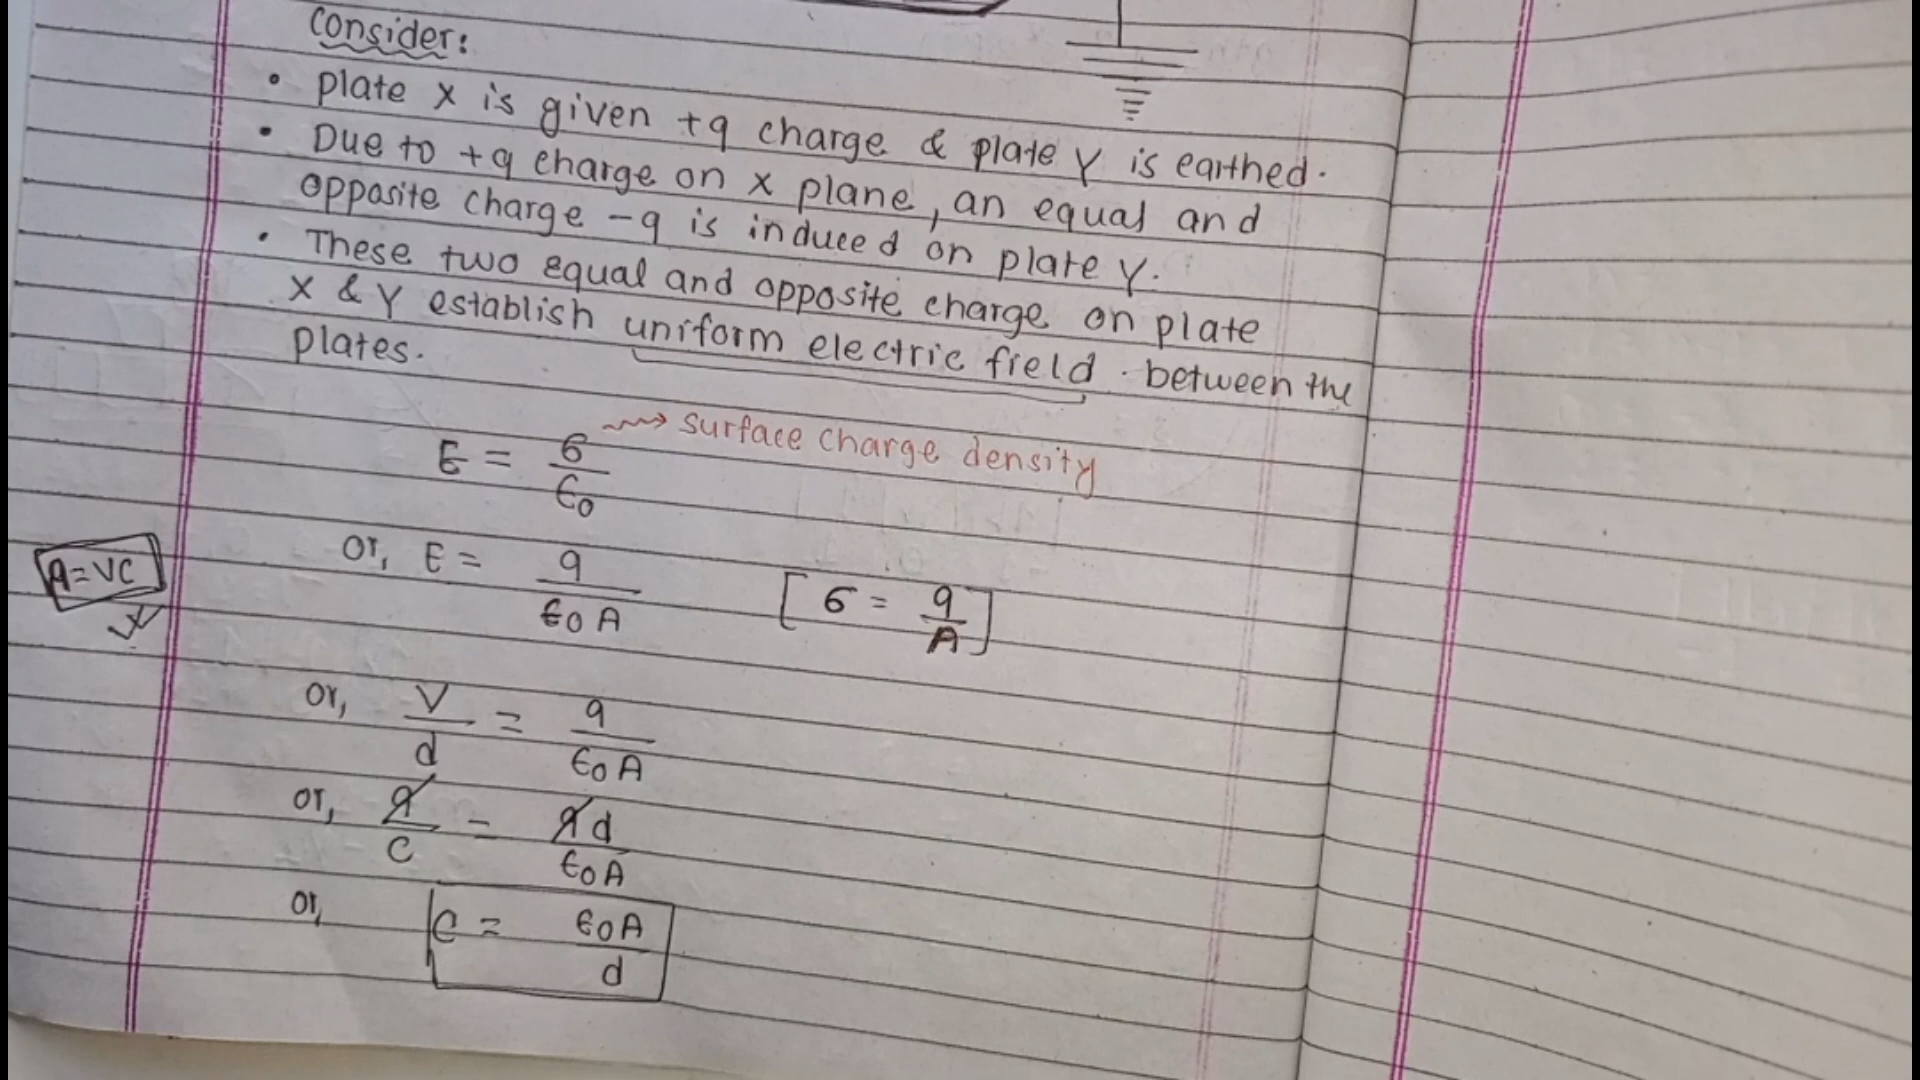 Consider:
• Plate X is given +q charge & plate Y is earthed.
• Due to +q charge on X plane, an equal and
opposite charge -q is induced on plate Y.
• These two equal and opposite charge on plate
X & Y establish uniform electric field. between the
plates.
E = σ/ϵ₀ → surface charge density
or, E = q/ϵ₀A [σ = q/A]
A=VC
or, V/d = q/ϵ₀A
or, q/C = qd/ϵ₀A
or, C = ϵ₀A/d